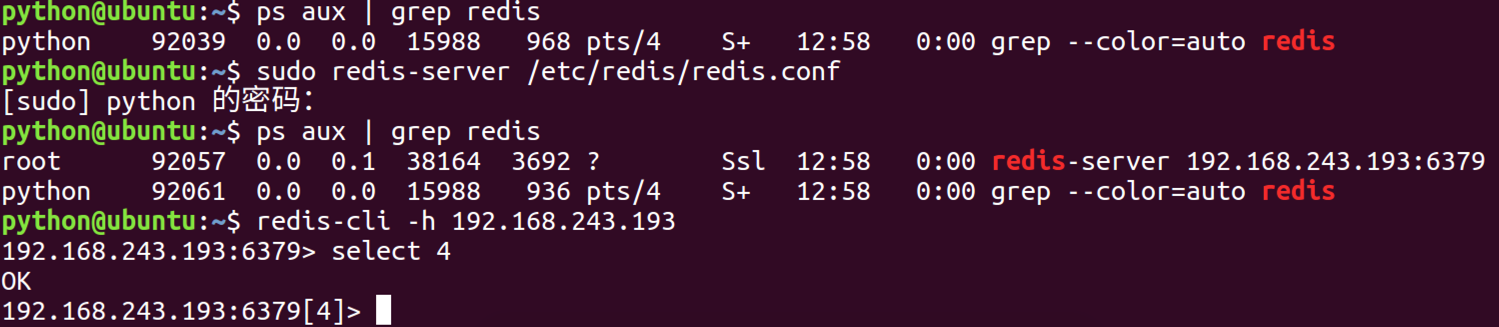 python@ubuntu:~$ ps aux | grep redis
python    92039  0.0  0.0  15988   968 pts/4    S+   12:58   0:00 grep --color=auto redis
python@ubuntu:~$ sudo redis-server /etc/redis/redis.conf
[sudo] python 的密码：
python@ubuntu:~$ ps aux | grep redis
root      92057  0.0  0.1  38164  3692 ?        Ssl  12:58   0:00 redis-server 192.168.243.193:6379
python    92061  0.0  0.0  15988   936 pts/4    S+   12:58   0:00 grep --color=auto redis
python@ubuntu:~$ redis-cli -h 192.168.243.193
192.168.243.193:6379> select 4
OK
192.168.243.193:6379[4]>